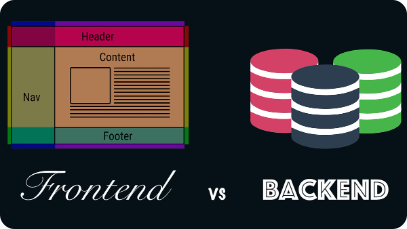 Header
Content
Nav
Footer
Frontend vs BACKEND